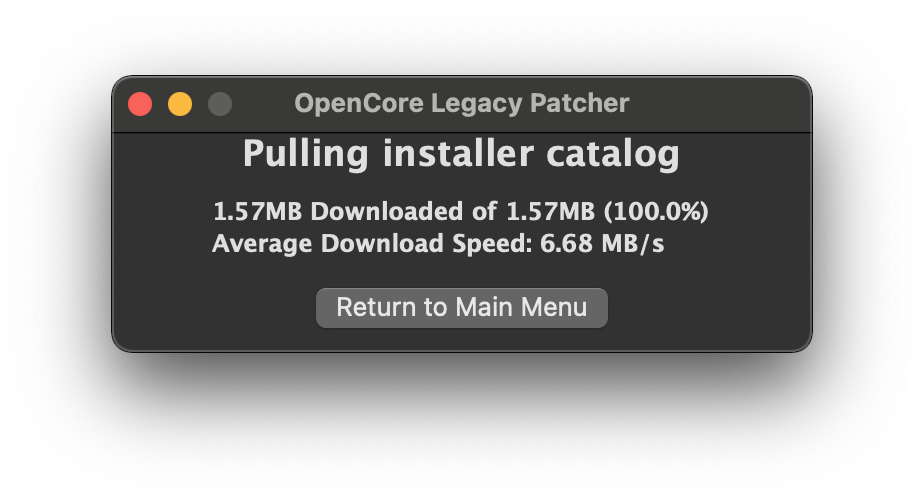 OpenCore Legacy Patcher
Pulling installer catalog
1.57MB Downloaded of 1.57MB (100.0%)
Average Download Speed: 6.68 MB/s
Return to Main Menu